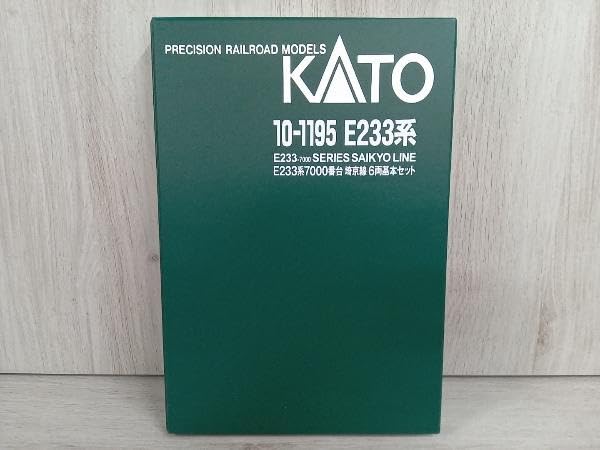 PRECISION RAILROAD MODELS
KATO
10-1195 E233系
E233-7000 SERIES SAIKYO LINE
E233系7000番台 埼京線 6両基本セット